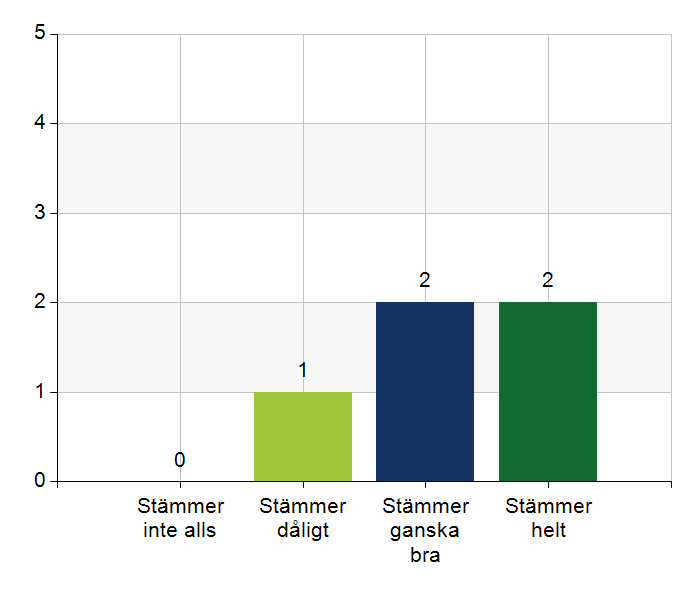 5
4
3
2
1
0
0
1
2
2
Stämmer
inte alls
Stämmer
dåligt
Stämmer
ganska
bra
Stämmer
helt